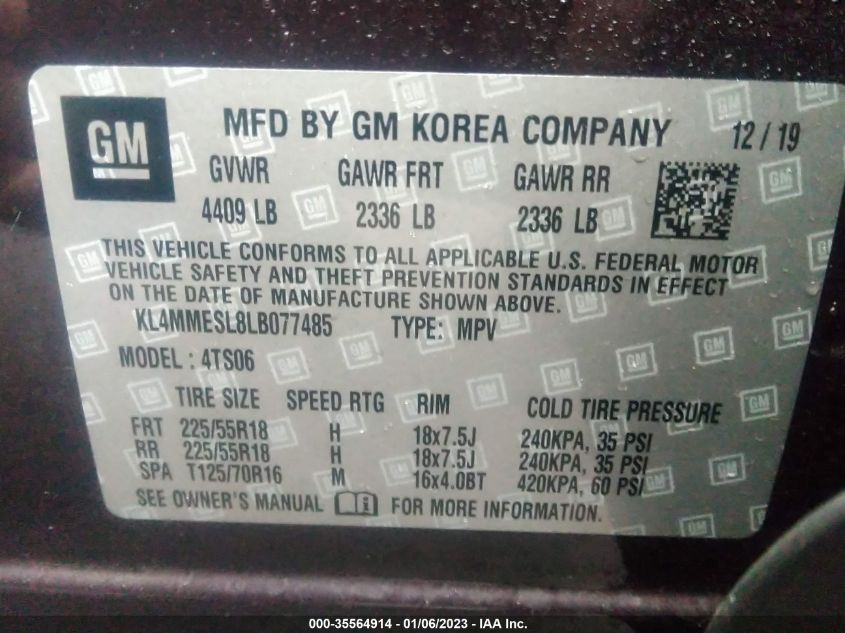 GM
MFD BY GM KOREA COMPANY 12/19
GVWR GAWR FRT GAWR RR
4409 LB 2336 LB 2336 LB
THIS VEHICLE CONFORMS TO ALL APPLICABLE U.S. FEDERAL MOTOR
VEHICLE SAFETY AND THEFT PREVENTION STANDARDS IN EFFECT
ON THE DATE OF MANUFACTURE SHOWN ABOVE.
KL4MMESL8LB077485 TYPE: MPV
MODEL : 4TS06
TIRE SIZE SPEED RTG RIM COLD TIRE PRESSURE
FRT 225/55R18 H 18x7.5J 240KPA, 35 PSI
RR 225/55R18 H 18x7.5J 240KPA, 35 PSI
SPA T125/70R16 M 16x4.0BT 420KPA, 60 PSI
SEE OWNER'S MANUAL FOR MORE INFORMATION.
000-35564914 - 01/06/2023 - IAA Inc.